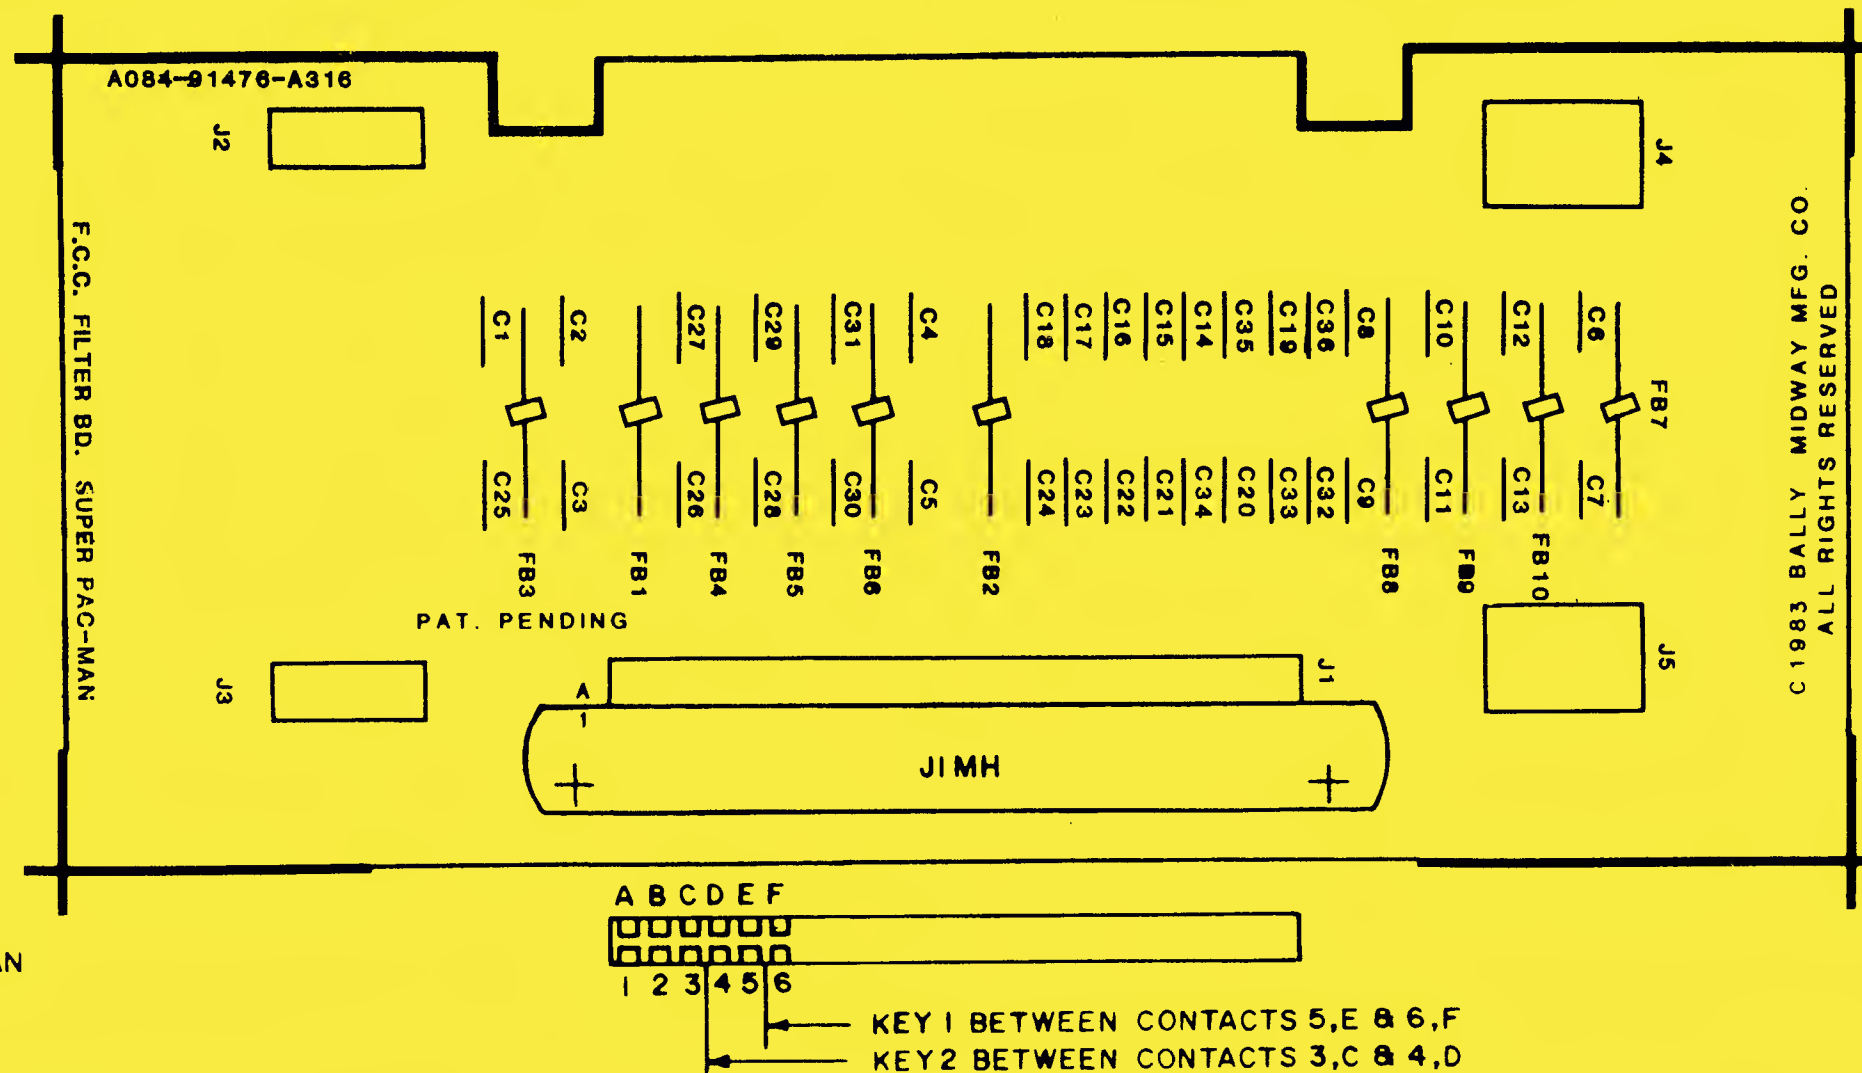 A084-91476-A316
J2
J4
F.C.C. FILTER BD. SUPER PAC-MAN
C 1983 BALLY MIDWAY MFG. CO.
ALL RIGHTS RESERVED
C1 C2 C27 C29 C31 C4 C18 C17 C16 C15 C14 C35 C19 C36 C8 C10 C12 C6
FB7
C25 C3 C26 C28 C30 C5 C24 C23 C22 C21 C34 C20 C33 C32 C9 C11 C13 C7
FB3 FB1 FB4 FB5 FB6 FB2 FB8 FB9 FB10
PAT. PENDING
J3
A
1
J1
J5
J1MH
A B C D E F
1 2 3 4 5 6
KEY 1 BETWEEN CONTACTS 5,E & 6,F
KEY 2 BETWEEN CONTACTS 3,C & 4,D